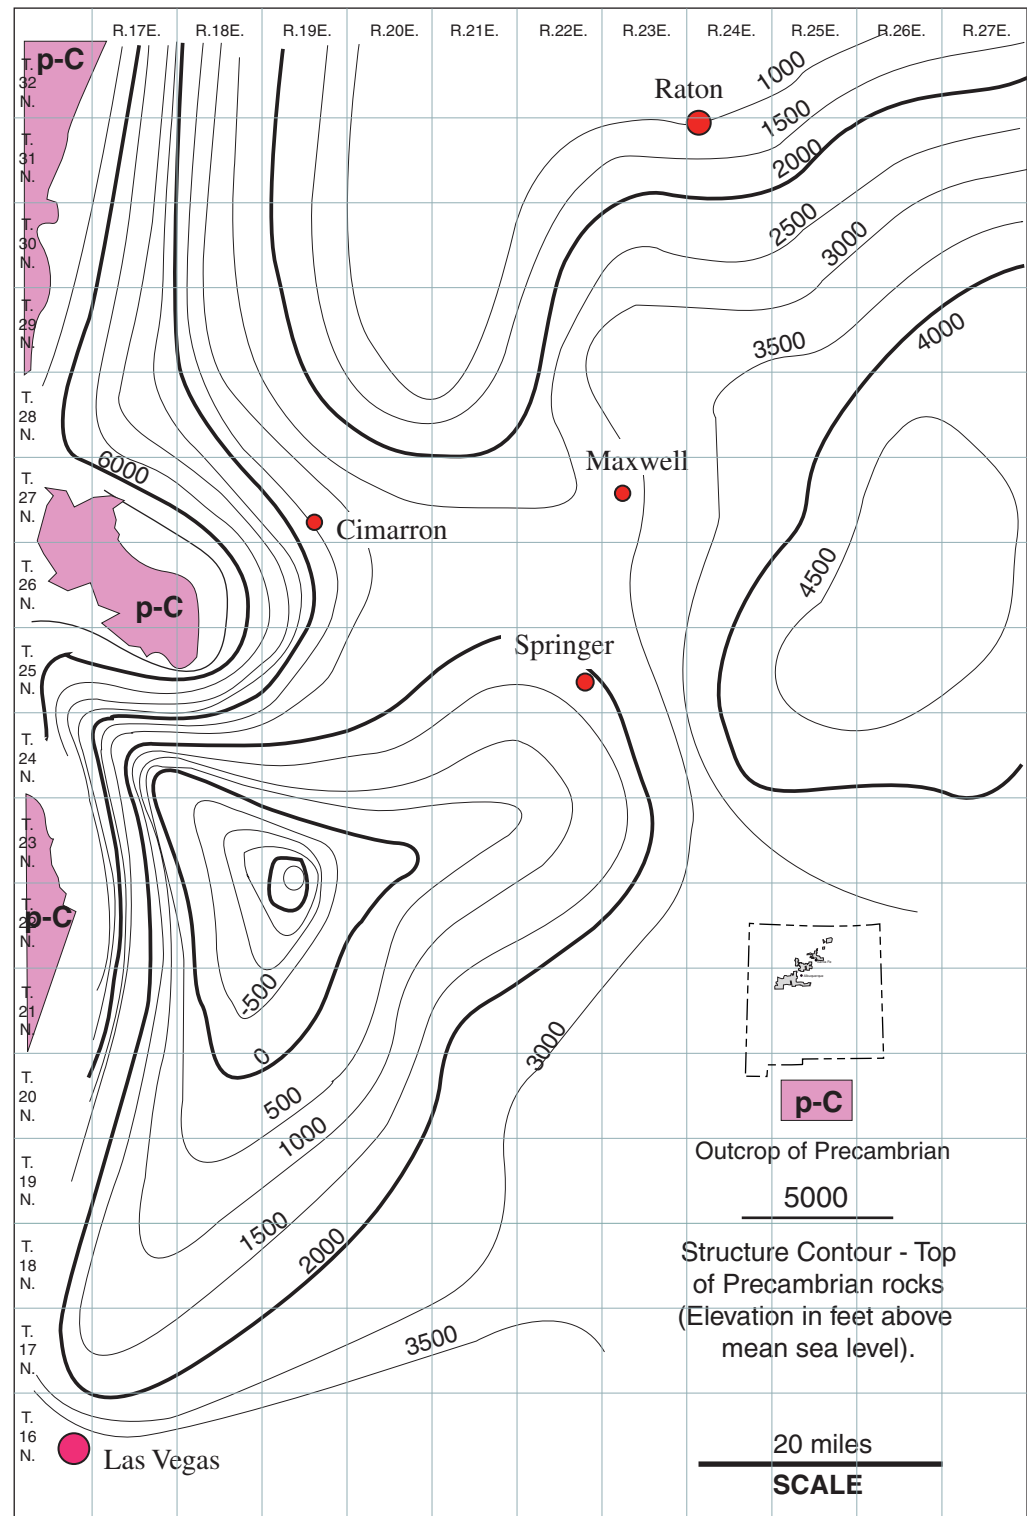 R.17E. R.18E. R.19E. R.20E. R.21E. R.22E. R.23E. R.24E. R.25E. R.26E. R.27E.
p-C
T.
32
N.
1000
Raton
1500
T.
31
N.
2000
T.
30
N.
2500
3000
T.
29
N.
4000
3500
T.
28
N.
6000
Maxwell
T.
27
N.
Cimarron
4500
T.
26
N.
p-C
Springer
T.
25
N.
T.
24
N.
T.
23
N.
p-C
T.
22
N.
-500
T.
21
N.
0
3000
T.
20
N.
500
p-C
1000
Outcrop of Precambrian
T.
19
N.
5000
1500
2000
T.
18
N.
Structure Contour - Top
of Precambrian rocks
(Elevation in feet above
mean sea level).
T.
17
N.
3500
T.
16
N.
20 miles
Las Vegas
SCALE